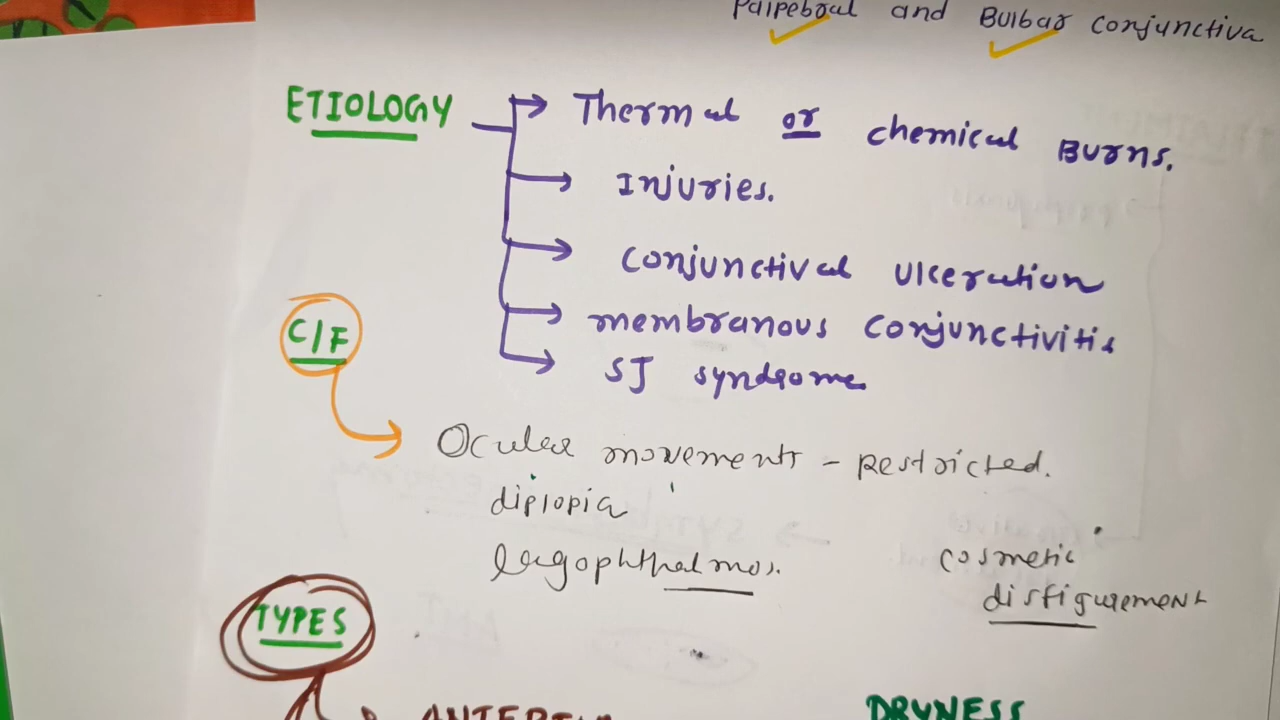 Palpebral and Bulbar Conjunctiva
ETIOLOGY
Thermal or chemical Burns.
Injuries.
Conjunctival Ulceration
membranous Conjunctivitis
SJ syndrome
C/F
Ocular movements - Restricted.
diplopia
lagophthalmos.
cosmetic
disfigurement
TYPES
DRYNESS